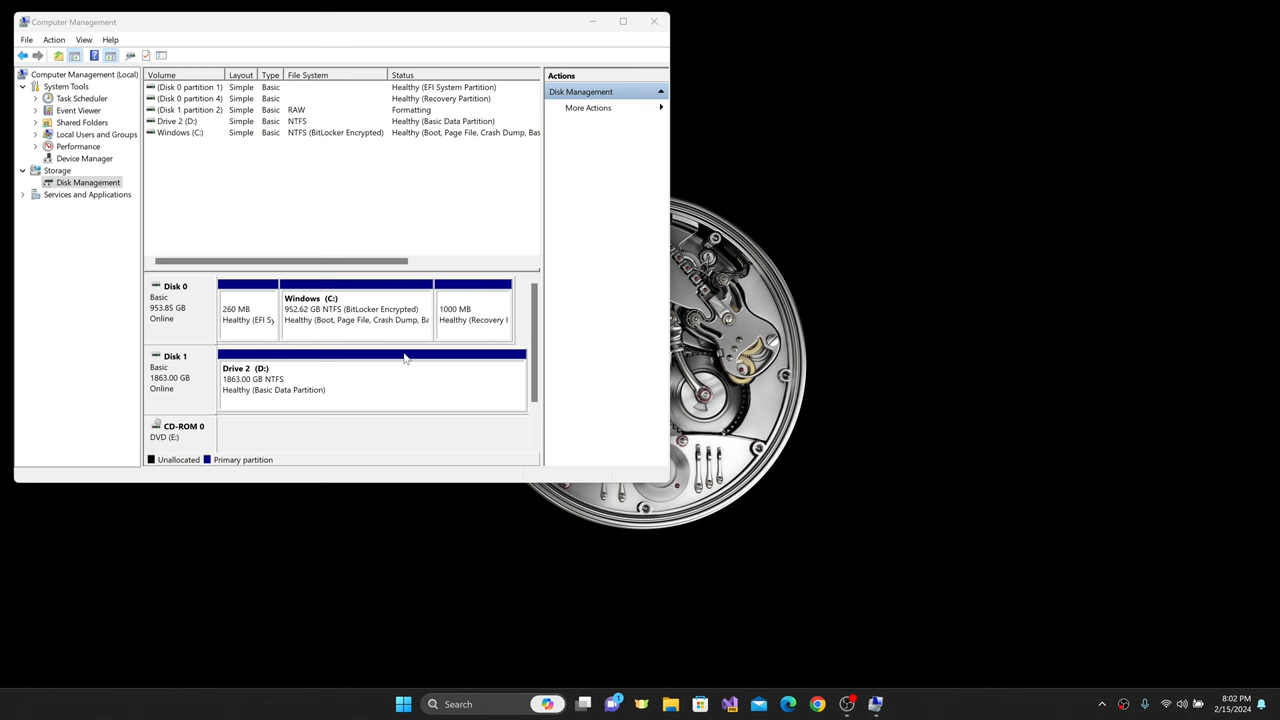 Computer Management
File Action View Help
Computer Management (Local)
System Tools
Task Scheduler
Event Viewer
Shared Folders
Local Users and Groups
Performance
Device Manager
Storage
Disk Management
Services and Applications
Volume Layout Type File System Status
(Disk 0 partition 1) Simple Basic Healthy (EFI System Partition)
(Disk 0 partition 4) Simple Basic Healthy (Recovery Partition)
(Disk 1 partition 2) Simple Basic RAW Formatting
Drive 2 (D:) Simple Basic NTFS Healthy (Basic Data Partition)
Windows (C:) Simple Basic NTFS (BitLocker Encrypted) Healthy (Boot, Page File, Crash Dump, Bas
Disk 0
Basic
953.85 GB
Online
260 MB
Healthy (EFI Sy
Windows (C:)
952.62 GB NTFS (BitLocker Encrypted)
Healthy (Boot, Page File, Crash Dump, Ba
1000 MB
Healthy (Recovery I
Disk 1
Basic
1863.00 GB
Online
Drive 2 (D:)
1863.00 GB NTFS
Healthy (Basic Data Partition)
CD-ROM 0
DVD (E:)
Unallocated Primary partition
Actions
Disk Management
More Actions
Search
1
8:02 PM
2/15/2024